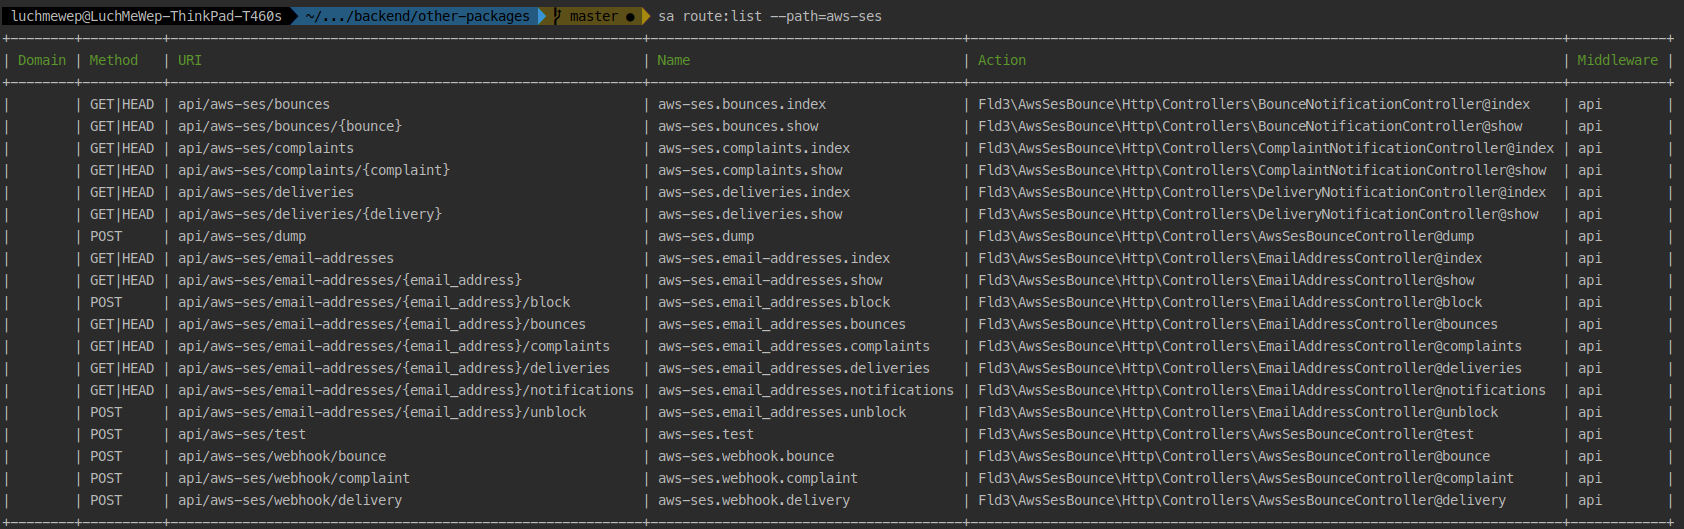 luchmewep@LuchMeWep-ThinkPad-T460s ~/.../backend/other-packages master ● sa route:list --path=aws-ses
| Domain | Method | URI | Name | Action | Middleware |
| | GET|HEAD | api/aws-ses/bounces | aws-ses.bounces.index | Fld3\AwsSesBounce\Http\Controllers\BounceNotificationController@index | api |
| | GET|HEAD | api/aws-ses/bounces/{bounce} | aws-ses.bounces.show | Fld3\AwsSesBounce\Http\Controllers\BounceNotificationController@show | api |
| | GET|HEAD | api/aws-ses/complaints | aws-ses.complaints.index | Fld3\AwsSesBounce\Http\Controllers\ComplaintNotificationController@index | api |
| | GET|HEAD | api/aws-ses/complaints/{complaint} | aws-ses.complaints.show | Fld3\AwsSesBounce\Http\Controllers\ComplaintNotificationController@show | api |
| | GET|HEAD | api/aws-ses/deliveries | aws-ses.deliveries.index | Fld3\AwsSesBounce\Http\Controllers\DeliveryNotificationController@index | api |
| | GET|HEAD | api/aws-ses/deliveries/{delivery} | aws-ses.deliveries.show | Fld3\AwsSesBounce\Http\Controllers\DeliveryNotificationController@show | api |
| | POST | api/aws-ses/dump | aws-ses.dump | Fld3\AwsSesBounce\Http\Controllers\AwsSesBounceController@dump | api |
| | GET|HEAD | api/aws-ses/email-addresses | aws-ses.email-addresses.index | Fld3\AwsSesBounce\Http\Controllers\EmailAddressController@index | api |
| | GET|HEAD | api/aws-ses/email-addresses/{email_address} | aws-ses.email-addresses.show | Fld3\AwsSesBounce\Http\Controllers\EmailAddressController@show | api |
| | POST | api/aws-ses/email-addresses/{email_address}/block | aws-ses.email_addresses.block | Fld3\AwsSesBounce\Http\Controllers\EmailAddressController@block | api |
| | GET|HEAD | api/aws-ses/email-addresses/{email_address}/bounces | aws-ses.email_addresses.bounces | Fld3\AwsSesBounce\Http\Controllers\EmailAddressController@bounces | api |
| | GET|HEAD | api/aws-ses/email-addresses/{email_address}/complaints | aws-ses.email_addresses.complaints | Fld3\AwsSesBounce\Http\Controllers\EmailAddressController@complaints | api |
| | GET|HEAD | api/aws-ses/email-addresses/{email_address}/deliveries | aws-ses.email_addresses.deliveries | Fld3\AwsSesBounce\Http\Controllers\EmailAddressController@deliveries | api |
| | GET|HEAD | api/aws-ses/email-addresses/{email_address}/notifications | aws-ses.email_addresses.notifications | Fld3\AwsSesBounce\Http\Controllers\EmailAddressController@notifications | api |
| | POST | api/aws-ses/email-addresses/{email_address}/unblock | aws-ses.email_addresses.unblock | Fld3\AwsSesBounce\Http\Controllers\EmailAddressController@unblock | api |
| | POST | api/aws-ses/test | aws-ses.test | Fld3\AwsSesBounce\Http\Controllers\AwsSesBounceController@test | api |
| | POST | api/aws-ses/webhook/bounce | aws-ses.webhook.bounce | Fld3\AwsSesBounce\Http\Controllers\AwsSesBounceController@bounce | api |
| | POST | api/aws-ses/webhook/complaint | aws-ses.webhook.complaint | Fld3\AwsSesBounce\Http\Controllers\AwsSesBounceController@complaint | api |
| | POST | api/aws-ses/webhook/delivery | aws-ses.webhook.delivery | Fld3\AwsSesBounce\Http\Controllers\AwsSesBounceController@delivery | api |